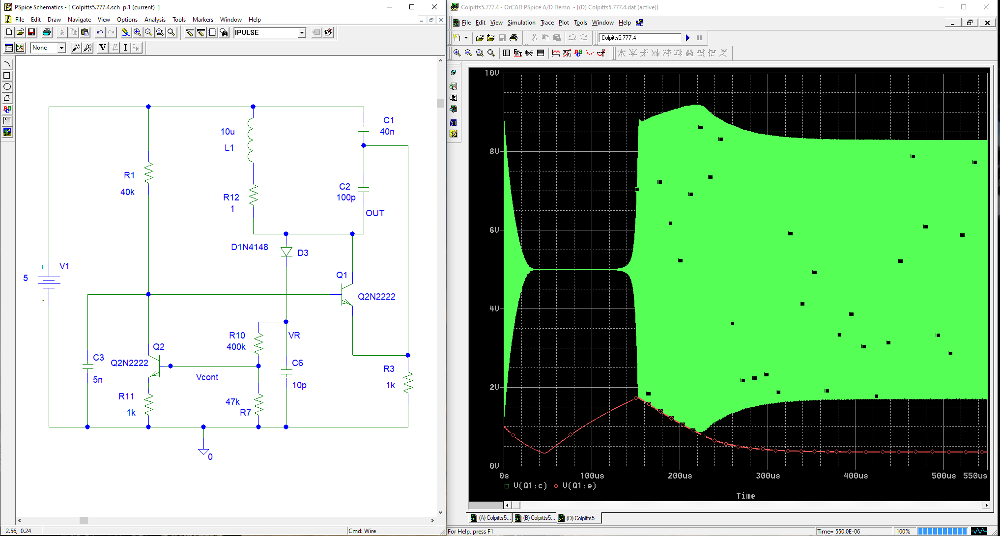 PSpice Schematics - [ Colpitts5.777.4.sch  p.1 (current)  ]
File Edit Draw Navigate View Options Analysis Tools Markers Window Help
IPULSE
None
V I
10u
L1
C1
40n
R1
40k
R12
1
C2
100p
OUT
D1N4148
D3
+
V1
5
-
Q1
Q2N2222
R10
400k
VR
Q2
Q2N2222
C3
5n
Vcont
C6
10p
R3
1k
R11
1k
47k
R7
0
2.56, 0.24
Cmd: Wire
Colpitts5.777.4 - OrCAD PSpice A/D Demo - [(D) Colpitts5.777.4.dat (active)]
File Edit View Simulation Trace Plot Tools Window Help
Colpitts5.777.4
10V
8V
6V
4V
2V
0V
0s 100us 200us 300us 400us 500us 550us
V(Q1:c) V(Q1:e)
Time
(A) Colpitts5... (B) Colpitts5... (D) Colpitts5....
For Help, press F1
Time= 550.0E-06
100%